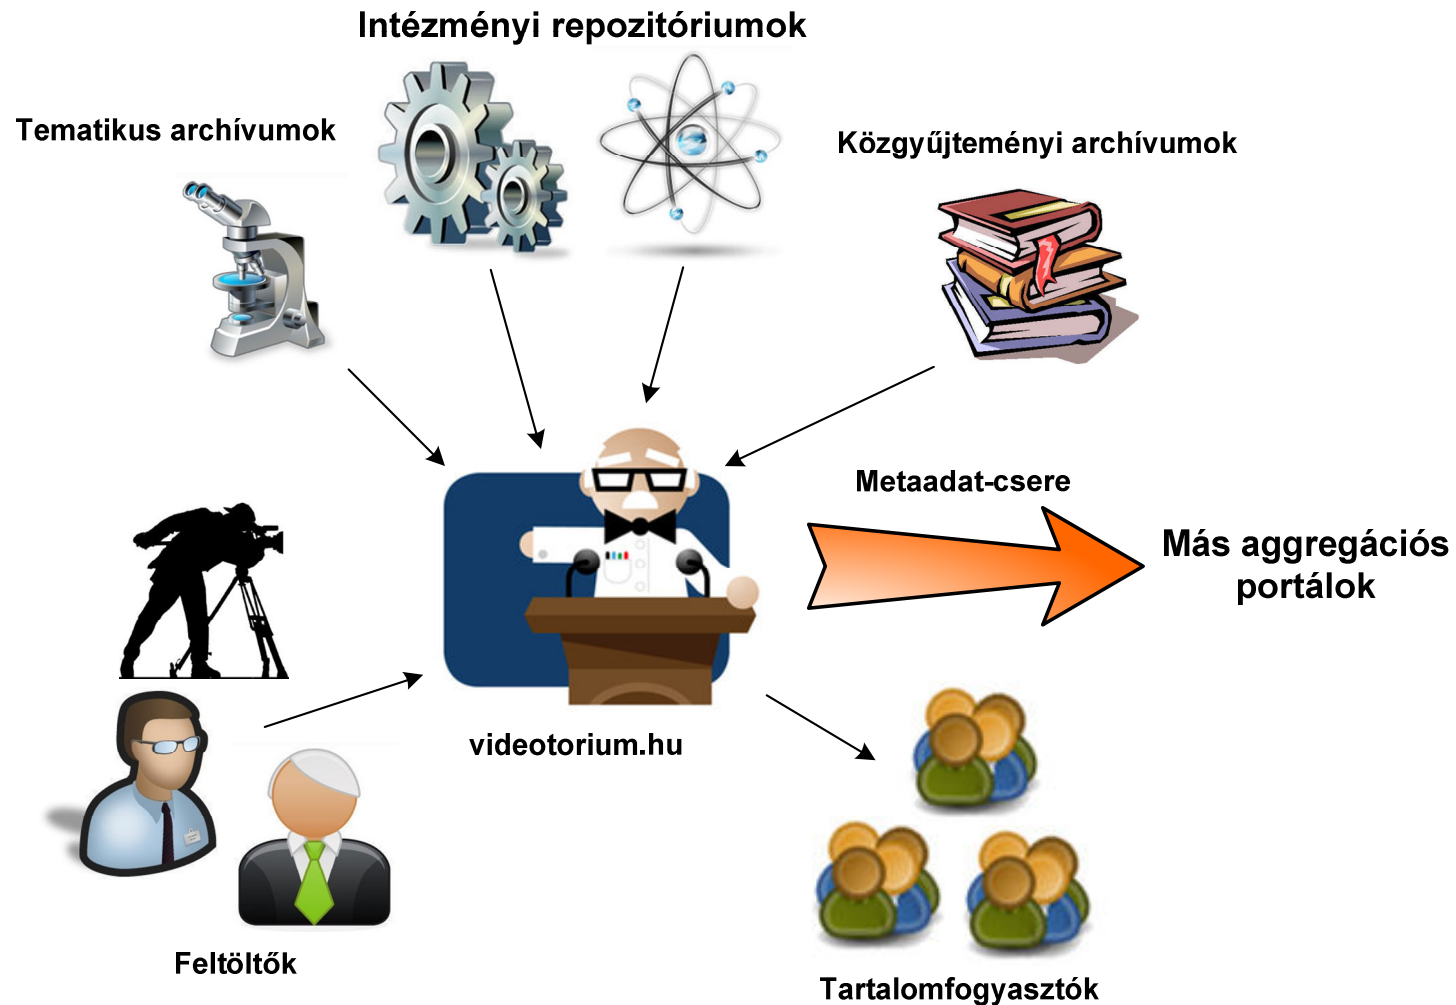 Intézményi repozitóriumok
Tematikus archívumok
Közgyűjteményi archívumok
Metaadat-csere
Más aggregációs
portálok
videotorium.hu
Feltöltők
Tartalomfogyasztók